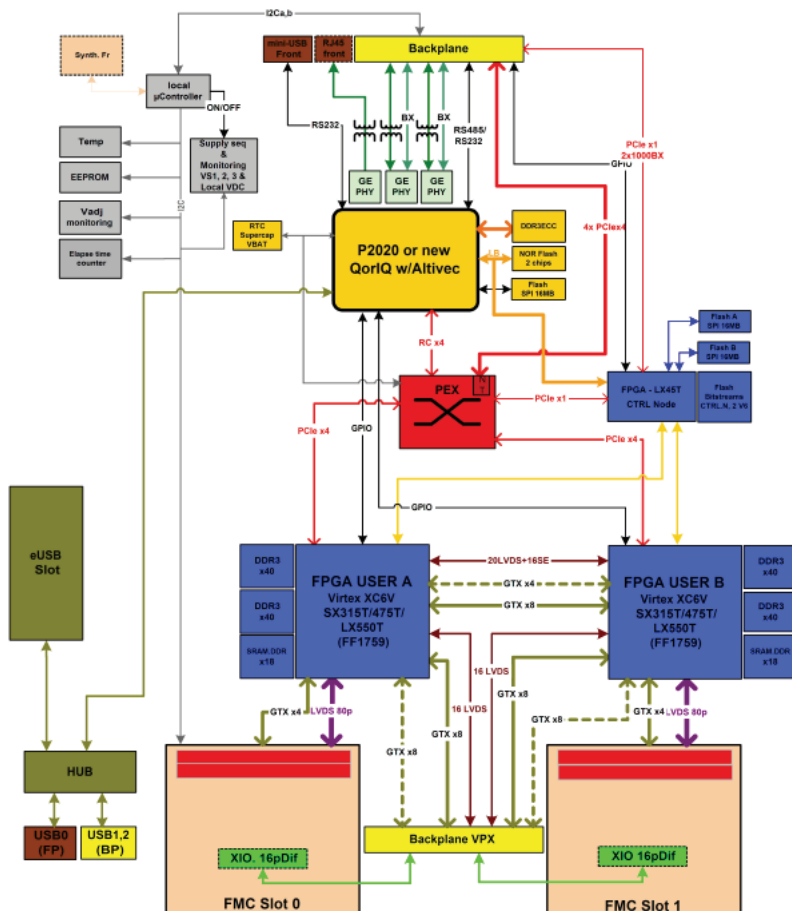 I2Ca,b
Synth. Fr
mini-USB
Front
RJ45
front
Backplane
local
µController
ON/OFF
RS232
BX
BX
RS485/
RS232
GPIO
PCIe x1
2x1000BX
Temp
Supply seq
&
Monitoring
VS1, 2, 3 &
Local VDC
EEPROM
I2C
Vadj
monitoring
Elapse time
counter
GE
PHY
GE
PHY
GE
PHY
4x PCIex4
RTC
Supercap
VBAT
P2020 or new
QorIQ w/Altivec
DDR3ECC
LB
NOR Flash
2 chips
Flash
SPI 16MB
Flash A
SPI 16MB
Flash B
SPI 16MB
RC x4
PEX
N
T
PCIe x1
FPGA - LX45T
CTRL Node
Flash
Bitstreams
CTRL.N, 2 V6
PCIe x4
GPIO
PCIe x4
GPIO
eUSB
Slot
DDR3
x40
DDR3
x40
SRAM.DDR
x18
FPGA USER A
Virtex XC6V
SX315T/475T/
LX550T
(FF1759)
20LVDS+16SE
GTX x4
GTX x8
FPGA USER B
Virtex XC6V
SX315T/475T/
LX550T
(FF1759)
DDR3
x40
DDR3
x40
SRAM.DDR
x18
16 LVDS
GTX x8
GTX x4
LVDS 80p
16 LVDS
GTX x8
GTX x8
GTX x8
GTX x4
LVDS 80p
HUB
USB0
(FP)
USB1,2
(BP)
Backplane VPX
XIO. 16pDif
XIO 16pDif
FMC Slot 0
FMC Slot 1